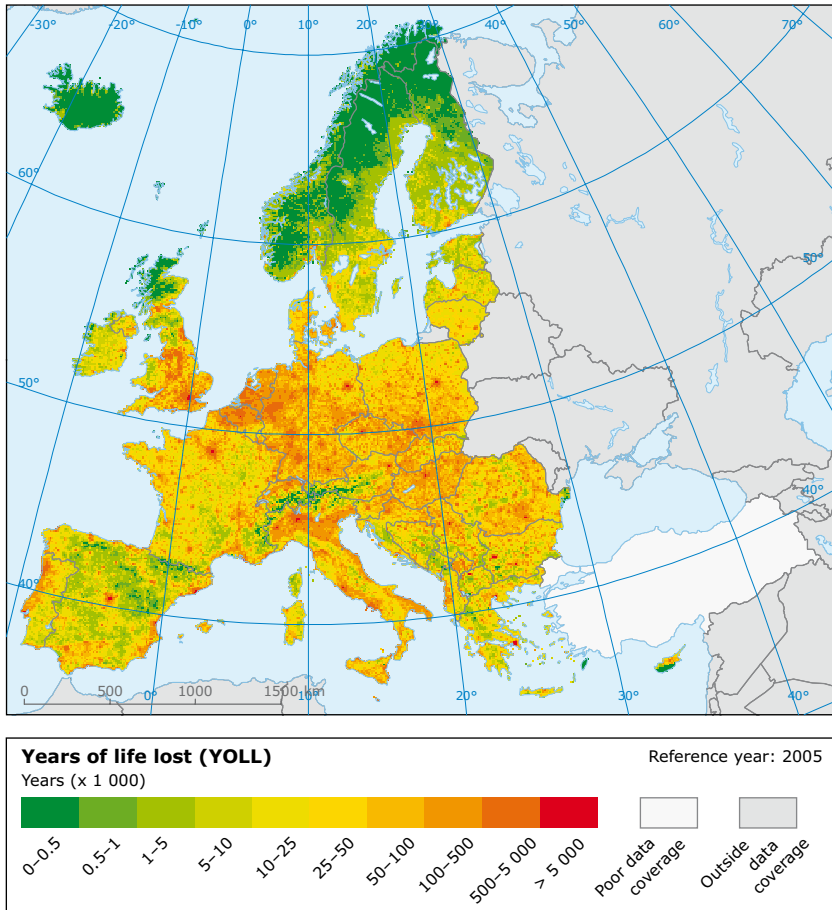 -30° -20° -10° 0° 10° 20° 30° 40° 50° 60° 70°
60°
50°
50°
40°
40°
0 500 1000 1500 km
0° 10° 20° 30° 40°
Years of life lost (YOLL)
Reference year: 2005
Years (x 1 000)
0–0.5
0.5–1
1–5
5–10
10–25
25–50
50–100
100–500
500–5 000
> 5 000
Poor data
coverage
Outside
data
coverage